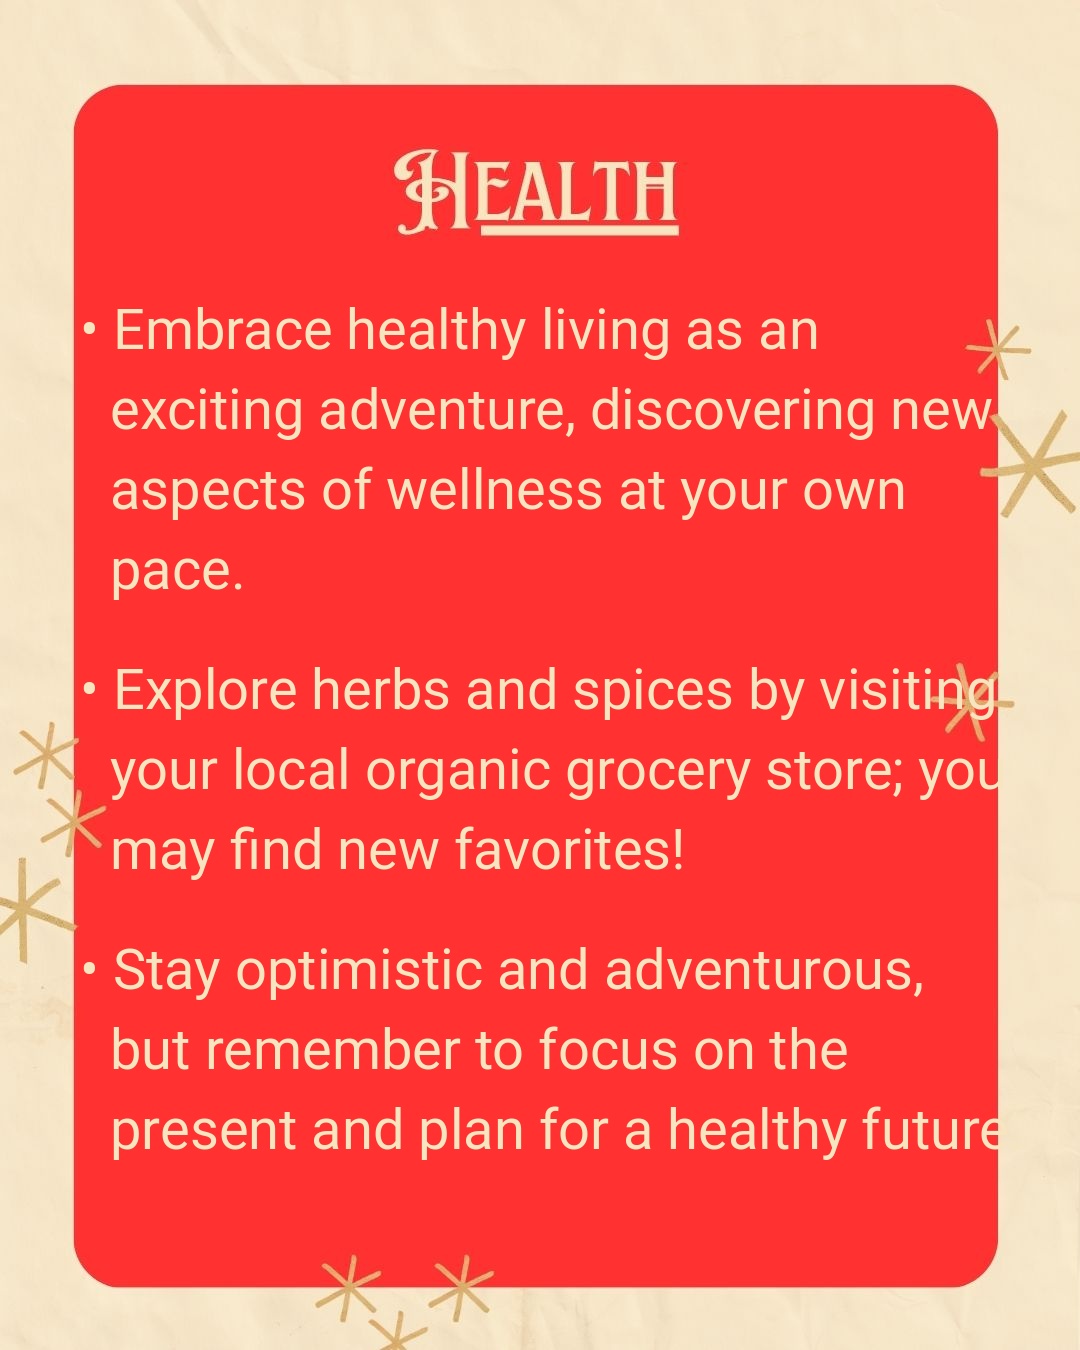 Health
• Embrace healthy living as an
exciting adventure, discovering new
aspects of wellness at your own
pace.
• Explore herbs and spices by visiting
your local organic grocery store; you
may find new favorites!
• Stay optimistic and adventurous,
but remember to focus on the
present and plan for a healthy future